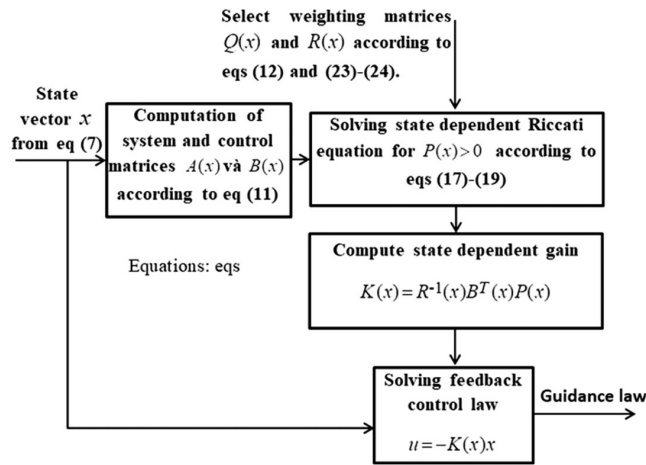 Select weighting matrices
Q(x) and R(x) according to
eqs (12) and (23)-(24).
State
vector x
from eq (7)
Computation of
system and control
matrices A(x) và B(x)
according to eq (11)
Solving state dependent Riccati
equation for P(x)>0 according to
eqs (17)-(19)
Equations: eqs
Compute state dependent gain
K(x)=R⁻¹(x)Bᵀ(x)P(x)
Solving feedback
control law
u=−K(x)x
Guidance law